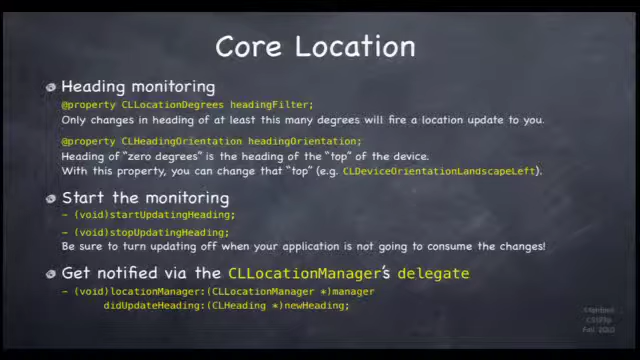 Core Location
Heading monitoring
@property CLLocationDegrees headingFilter;
Only changes in heading of at least this many degrees will fire a location update to you.
@property CLHeadingOrientation headingOrientation;
Heading of “zero degrees” is the heading of the “top” of the device.
With this property, you can change that “top” (e.g. CLDeviceOrientationLandscapeLeft).
Start the monitoring
- (void)startUpdatingHeading;
- (void)stopUpdatingHeading;
Be sure to turn updating off when your application is not going to consume the changes!
Get notified via the CLLocationManager’s delegate
- (void)locationManager:(CLLocationManager *)manager
didUpdateHeading:(CLHeading *)newHeading;
Stanford
CS193p
Fall 2010